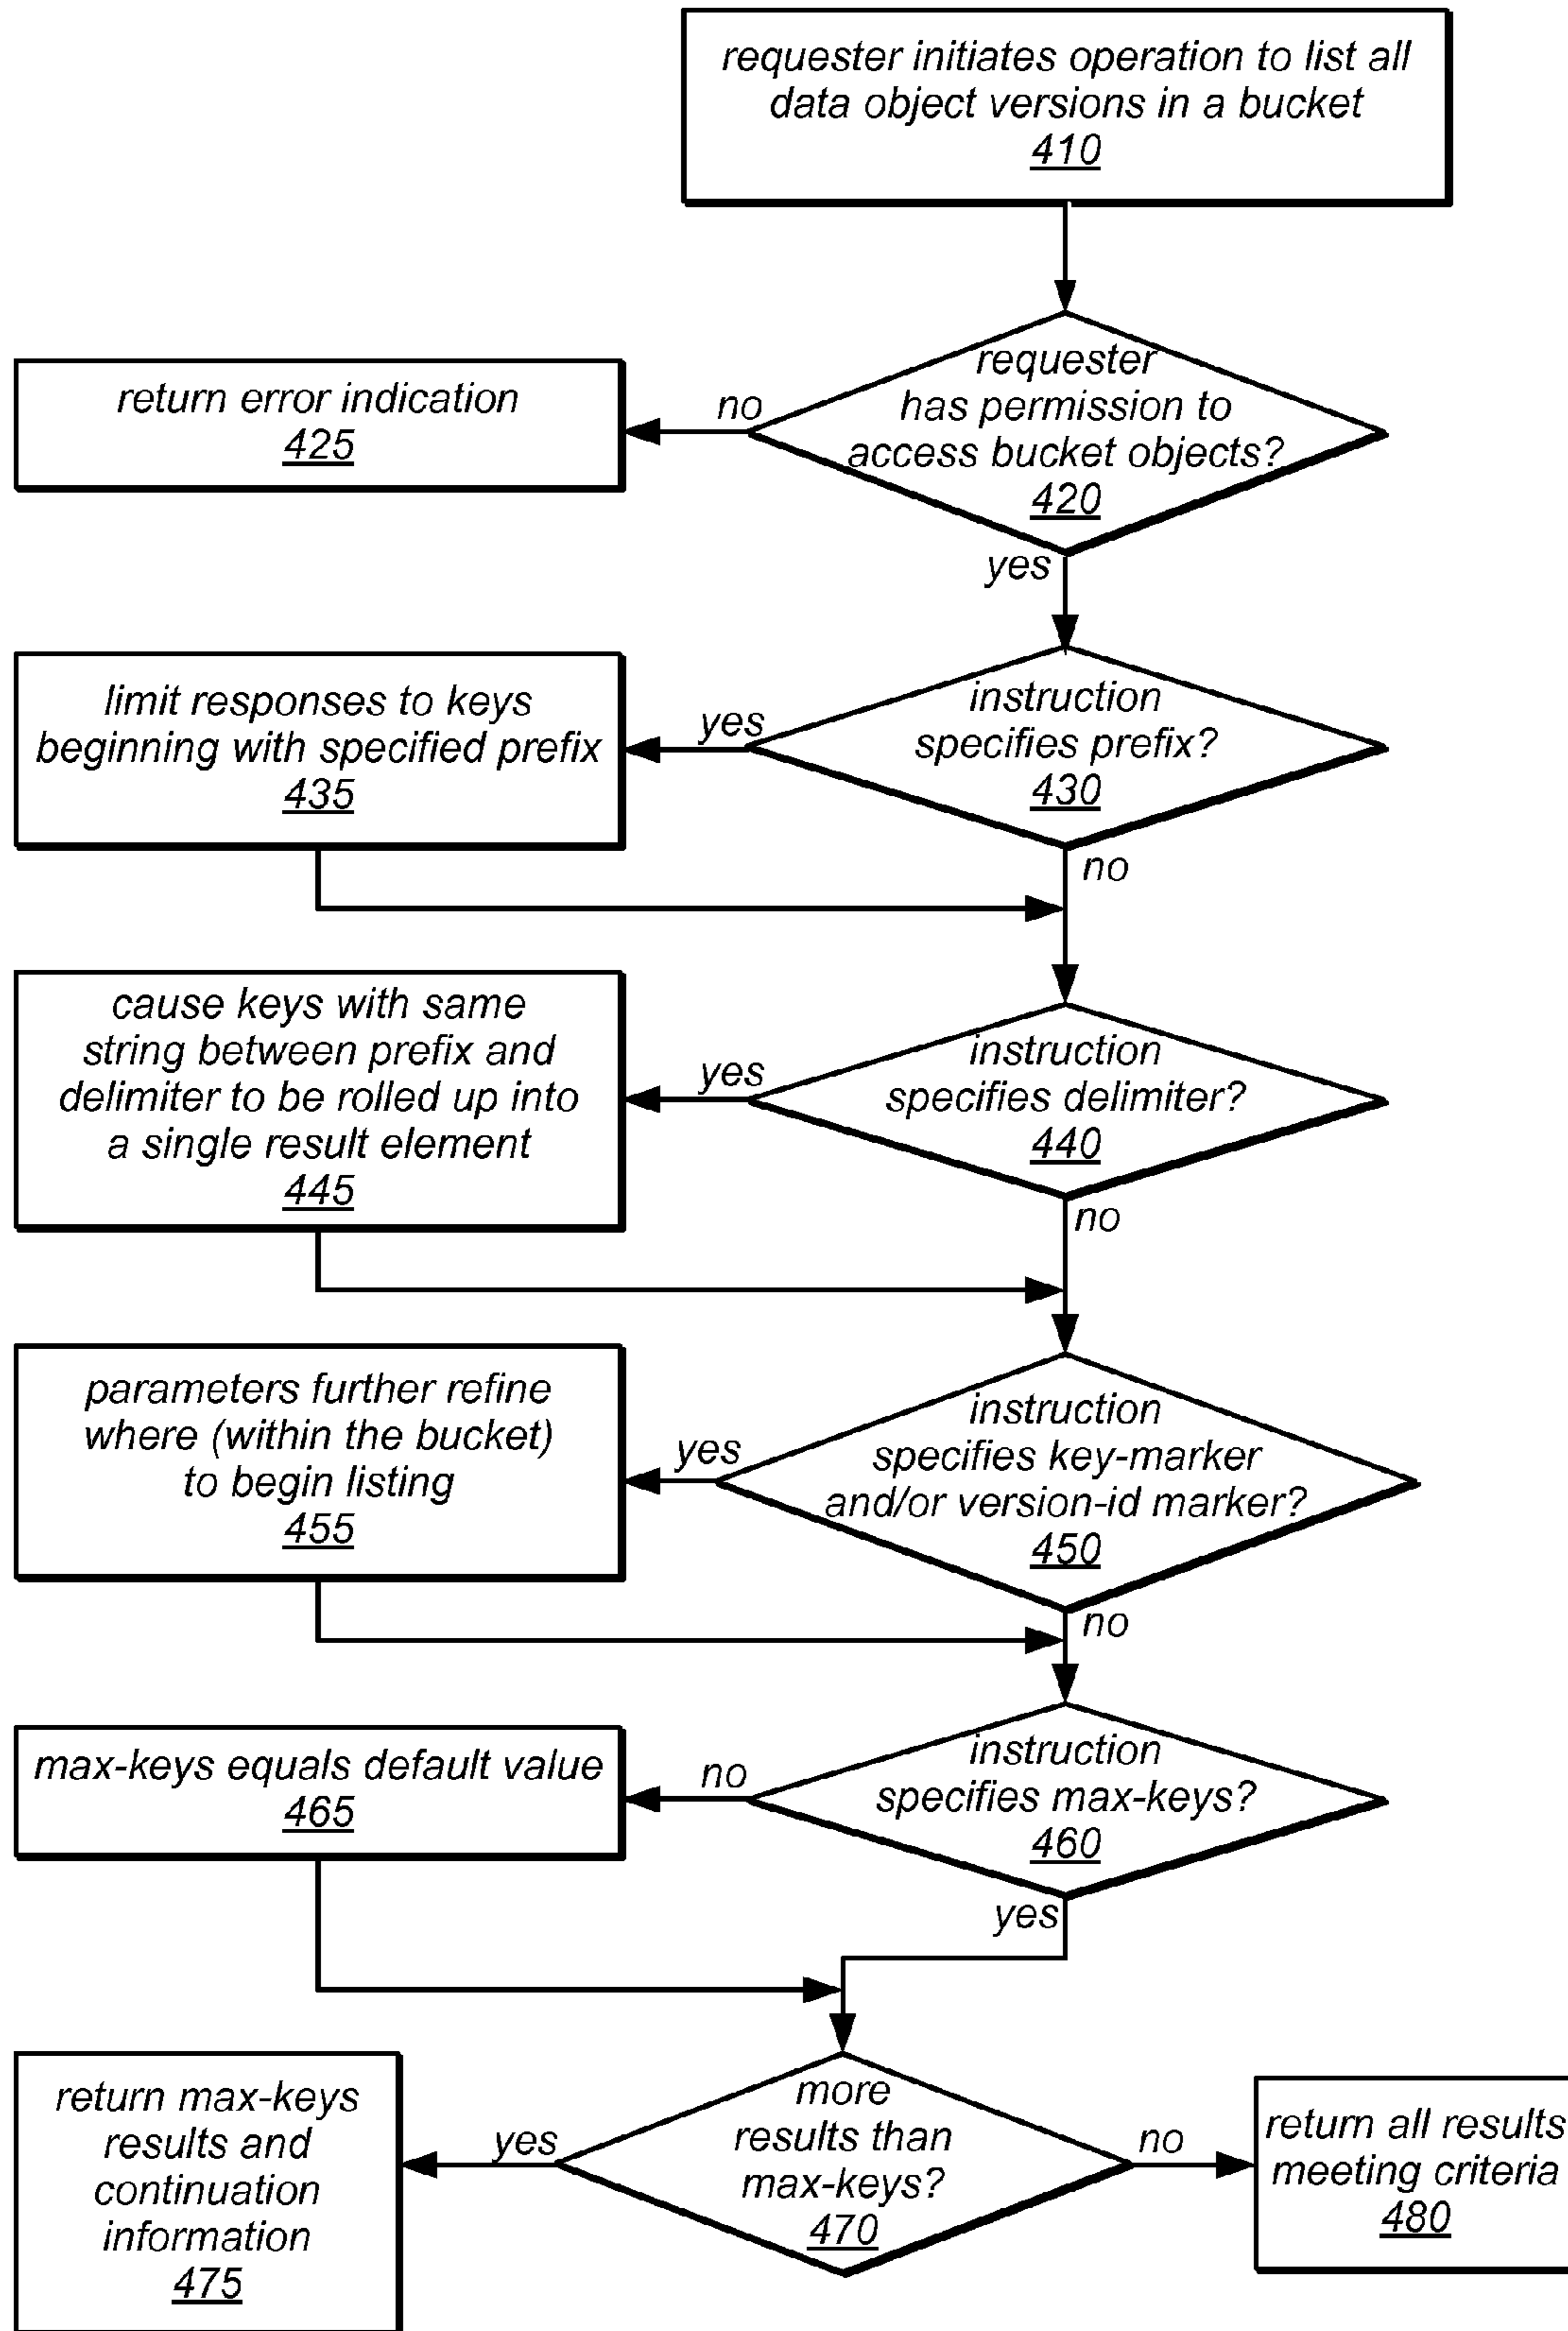 requester initiates operation to list all
data object versions in a bucket
410
requester
has permission to
access bucket objects?
420
no
return error indication
425
yes
instruction
specifies prefix?
430
yes
limit responses to keys
beginning with specified prefix
435
no
instruction
specifies delimiter?
440
yes
cause keys with same
string between prefix and
delimiter to be rolled up into
a single result element
445
no
instruction
specifies key-marker
and/or version-id marker?
450
yes
parameters further refine
where (within the bucket)
to begin listing
455
no
instruction
specifies max-keys?
460
no
max-keys equals default value
465
yes
more
results than
max-keys?
470
yes
return max-keys
results and
continuation
information
475
no
return all results
meeting criteria
480